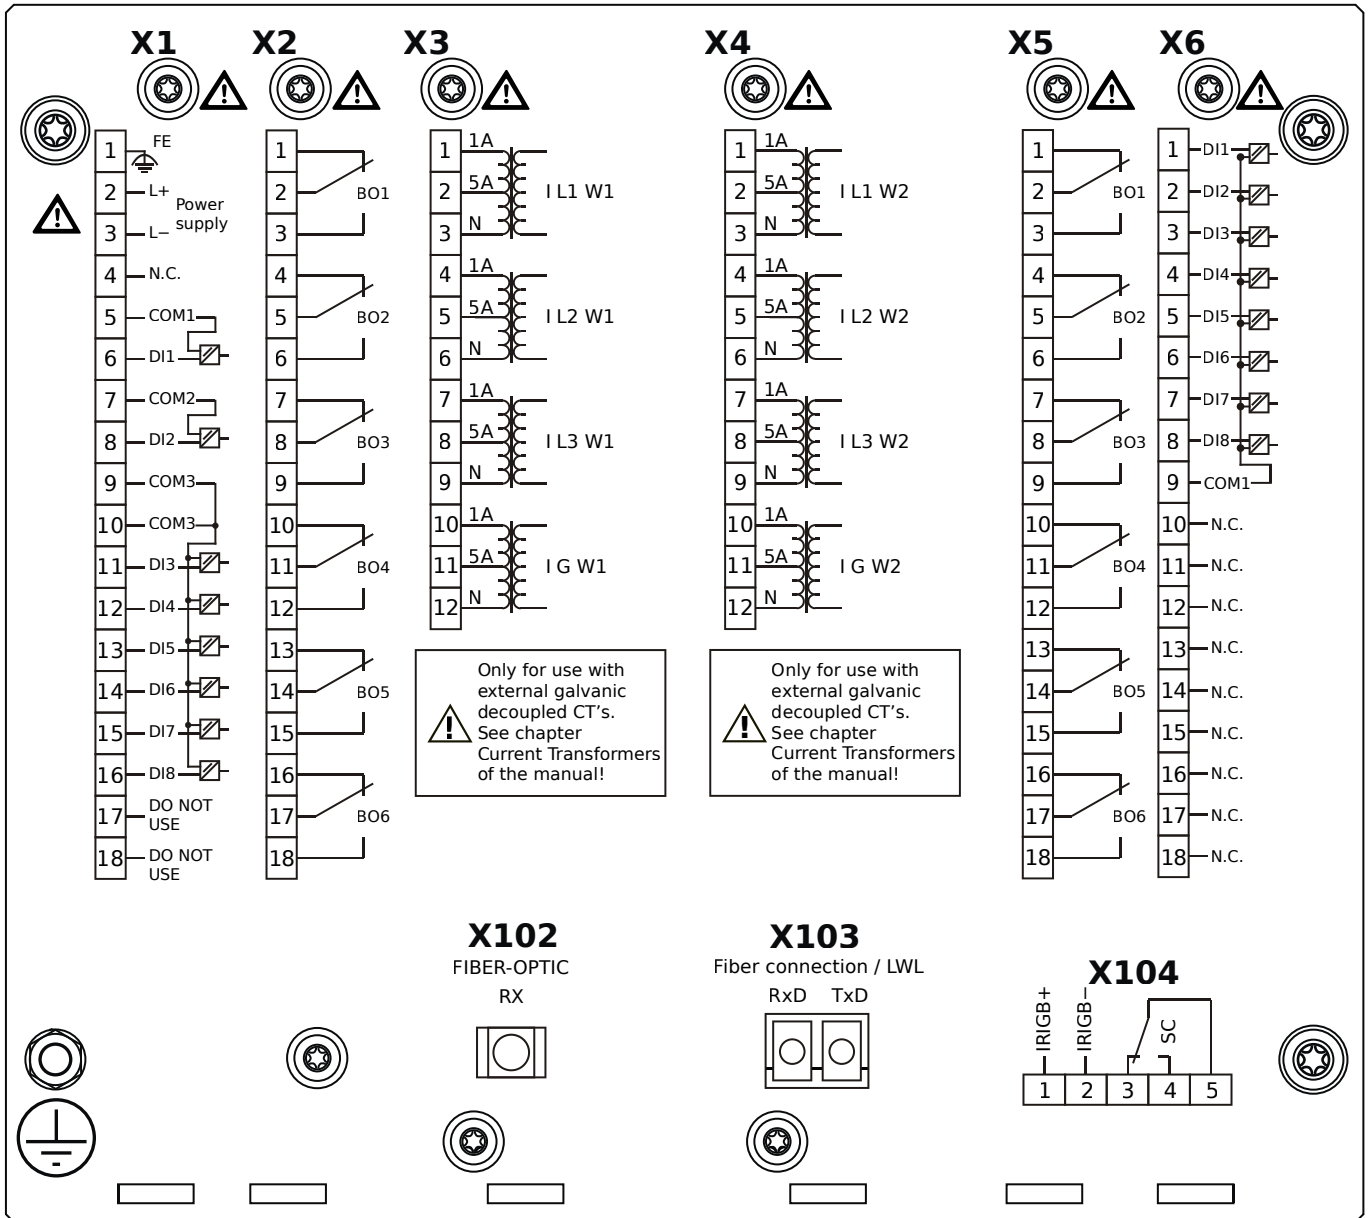 X1
X2
X3
X4
X5
X6
1 FE
2 L+
Power
supply
3 L−
4 N.C.
5 COM1
6 DI1
7 COM2
8 DI2
9 COM3
10 COM3
11 DI3
12 DI4
13 DI5
14 DI6
15 DI7
16 DI8
17 DO NOT
USE
18 DO NOT
USE
1
2 BO1
3
4
5 BO2
6
7
8 BO3
9
10
11 BO4
12
13
14 BO5
15
16
17 BO6
18
1 1A
2 5A I L1 W1
3 N
4 1A
5 5A I L2 W1
6 N
7 1A
8 5A I L3 W1
9 N
10 1A
11 5A I G W1
12 N
Only for use with
external galvanic
decoupled CT's.
See chapter
Current Transformers
of the manual!
1 1A
2 5A I L1 W2
3 N
4 1A
5 5A I L2 W2
6 N
7 1A
8 5A I L3 W2
9 N
10 1A
11 5A I G W2
12 N
Only for use with
external galvanic
decoupled CT's.
See chapter
Current Transformers
of the manual!
1
2 BO1
3
4
5 BO2
6
7
8 BO3
9
10
11 BO4
12
13
14 BO5
15
16
17 BO6
18
1 DI1
2 DI2
3 DI3
4 DI4
5 DI5
6 DI6
7 DI7
8 DI8
9 COM1
10 N.C.
11 N.C.
12 N.C.
13 N.C.
14 N.C.
15 N.C.
16 N.C.
17 N.C.
18 N.C.
X102
FIBER-OPTIC
RX
X103
Fiber connection / LWL
RxD TxD
X104
IRIGB+
IRIGB−
SC
1 2 3 4 5